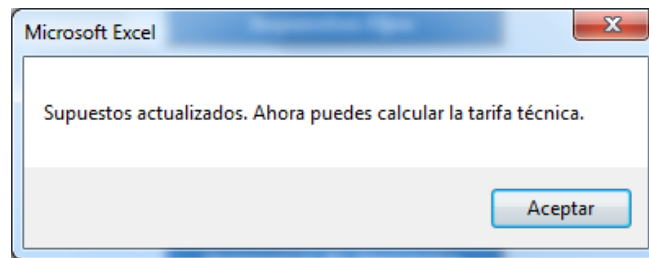 Microsoft Excel
Supuestos actualizados. Ahora puedes calcular la tarifa técnica.
Aceptar